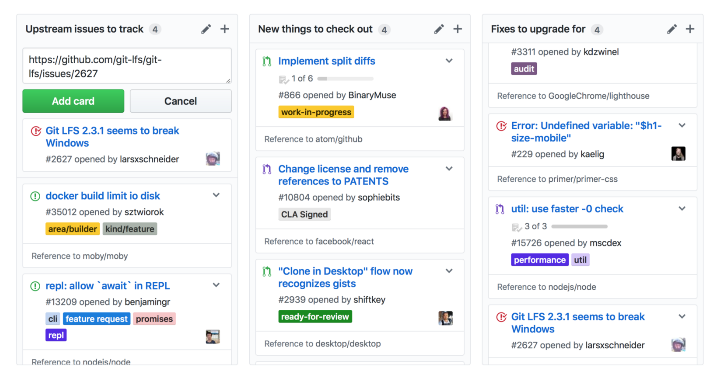 Upstream issues to track 4
https://github.com/git-lfs/git-
lfs/issues/2627
Add card
Cancel
Git LFS 2.3.1 seems to break
Windows
#2627 opened by larsxschneider
docker build limit io disk
#35012 opened by sztwiorok
area/builder kind/feature
Reference to moby/moby
repl: allow `await` in REPL
#13209 opened by benjamingr
cli feature request promises
repl
Reference to nodejs/node
New things to check out 4
Implement split diffs
1 of 6
#866 opened by BinaryMuse
work-in-progress
Reference to atom/github
Change license and remove
references to PATENTS
#10804 opened by sophiebits
CLA Signed
Reference to facebook/react
"Clone in Desktop" flow now
recognizes gists
#2939 opened by shiftkey
ready-for-review
Reference to desktop/desktop
Fixes to upgrade for 4
#3311 opened by kdzwinel
audit
Reference to GoogleChrome/lighthouse
Error: Undefined variable: "$h1-
size-mobile"
#229 opened by kaelig
Reference to primer/primer-css
util: use faster -0 check
3 of 3
#15726 opened by mscdex
performance util
Reference to nodejs/node
Git LFS 2.3.1 seems to break
Windows
#2627 opened by larsxschneider
Reference to git-lfs/git-lfs